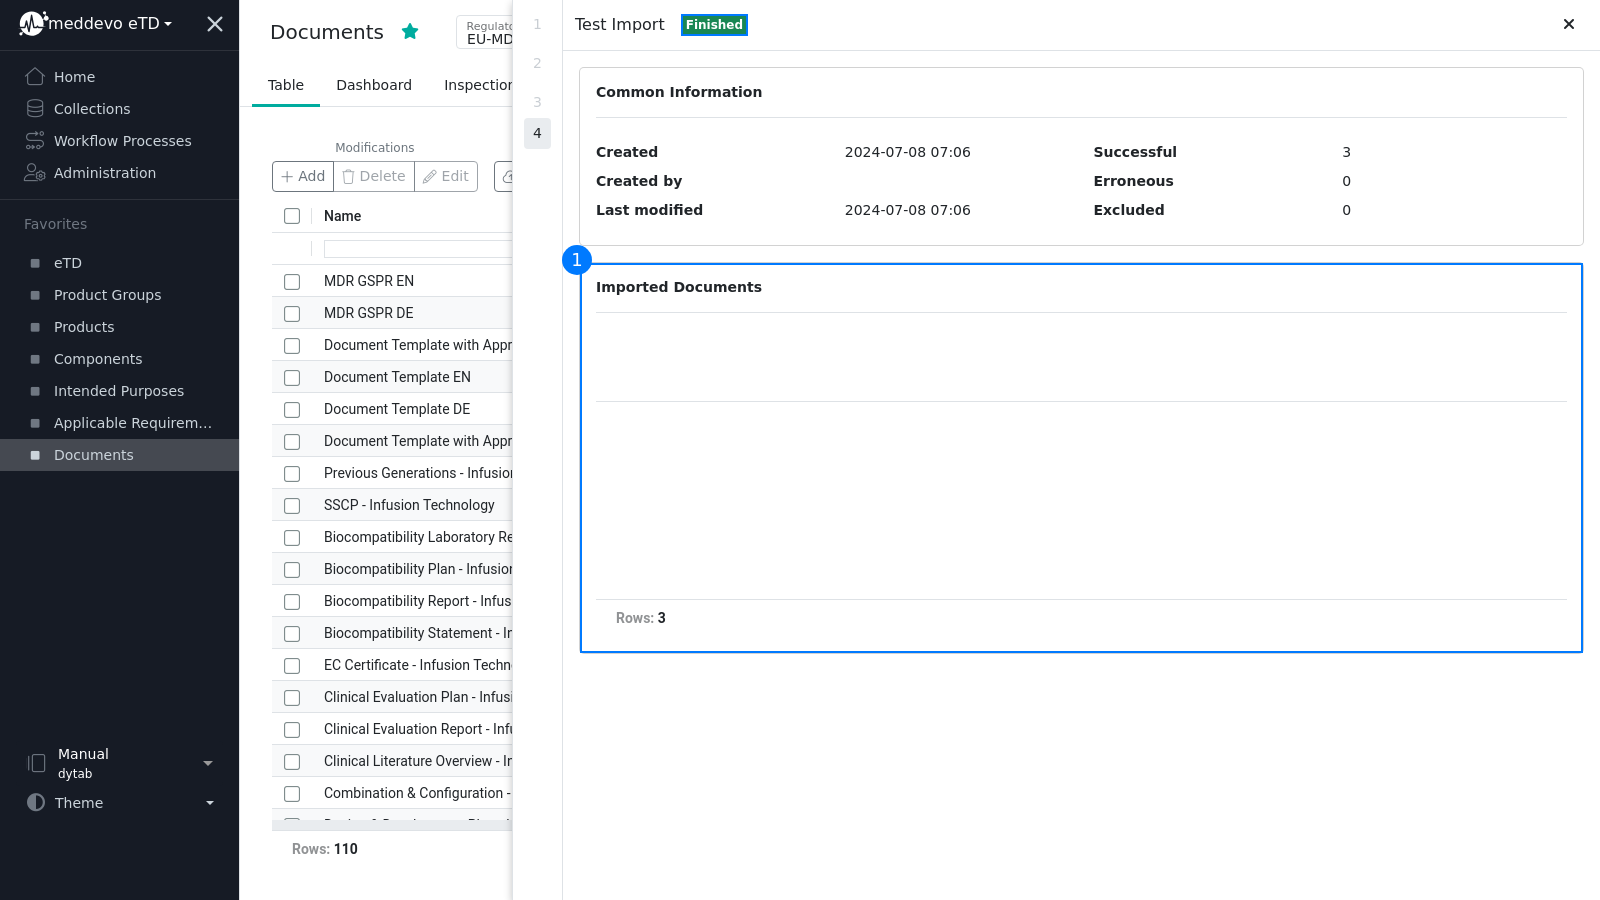 meddevo eTD
Home
Collections
Workflow Processes
Administration
Favorites
eTD
Product Groups
Products
Components
Intended Purposes
Applicable Requirem...
Documents
Manual
dytab
Theme
Documents
Regulato
EU-MD
Table
Dashboard
Inspection
Modifications
Add
Delete
Edit
Name
MDR GSPR EN
MDR GSPR DE
Document Template with Appr
Document Template EN
Document Template DE
Document Template with Appr
Previous Generations - Infusion
SSCP - Infusion Technology
Biocompatibility Laboratory Re
Biocompatibility Plan - Infusion
Biocompatibility Report - Infus
Biocompatibility Statement - In
EC Certificate - Infusion Techn
Clinical Evaluation Plan - Infusi
Clinical Evaluation Report - Infu
Clinical Literature Overview - In
Combination & Configuration -
Rows: 110
1
2
3
4
Test Import
Finished
Common Information
Created 2024-07-08 07:06 Successful 3
Created by Erroneous 0
Last modified 2024-07-08 07:06 Excluded 0
1
Imported Documents
Rows: 3